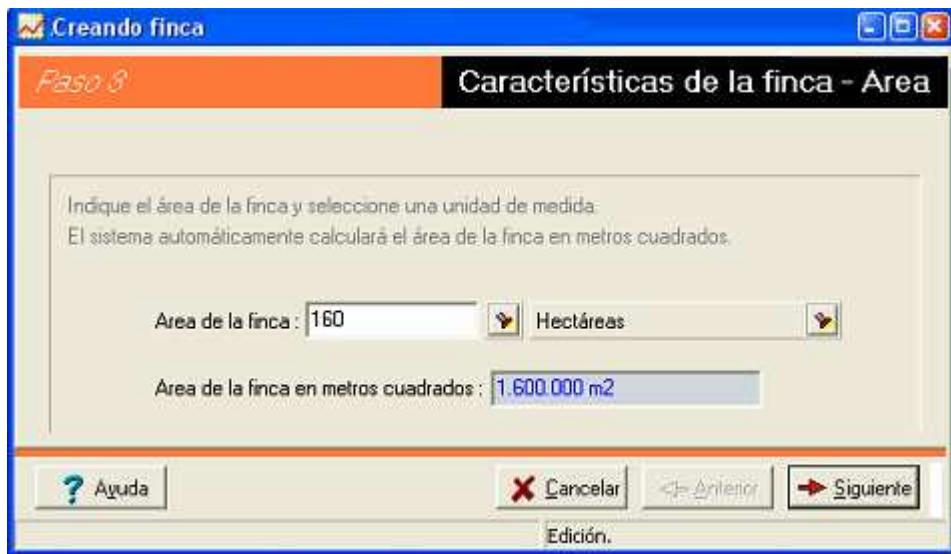 Creando finca
Paso 3
Características de la finca - Area
Indique el área de la finca y seleccione una unidad de medida.
El sistema automáticamente calculará el área de la finca en metros cuadrados.
Area de la finca : 160 Hectáreas
Area de la finca en metros cuadrados : 1.600.000 m2
? Ayuda Cancelar Anterior Siguiente
Edición.